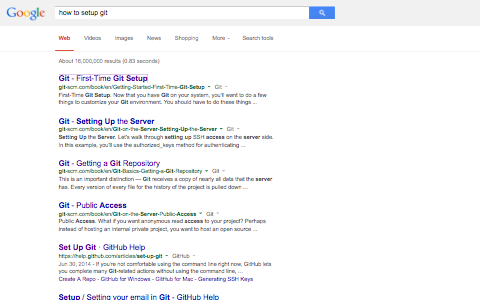 Google
how to setup git
Web Videos Images News Shopping More Search tools
About 16,000,000 results (0.83 seconds)
Git - First-Time Git Setup
git-scm.com/book/en/Getting-Started-First-Time-Git-Setup Git
First-Time Git Setup. Now that you have Git on your system, you'll want to do a few
things to customize your Git environment. You should have to do these things ...
Git - Setting Up the Server
git-scm.com/book/en/Git-on-the-Server-Setting-Up-the-Server Git
Setting Up the Server. Let's walk through setting up SSH access on the server side.
In this example, you'll use the authorized_keys method for authenticating ...
Git - Getting a Git Repository
git-scm.com/book/en/Git-Basics-Getting-a-Git-Repository Git
This is an important distinction — Git receives a copy of nearly all data that the server
has. Every version of every file for the history of the project is pulled down ...
Git - Public Access
git-scm.com/book/en/Git-on-the-Server-Public-Access Git
Public Access. What if you want anonymous read access to your project? Perhaps
instead of hosting an internal private project, you want to host an open source ...
Set Up Git · GitHub Help
https://help.github.com/articles/set-up-git GitHub
Jun 30, 2014 - If you're not comfortable using the command line right now, GitHub lets
you complete many Git-related actions without using the command line, ...
Create A Repo - GitHub for Windows - GitHub for Mac - Generating SSH Keys
Setup / Setting your email in Git - GitHub Help